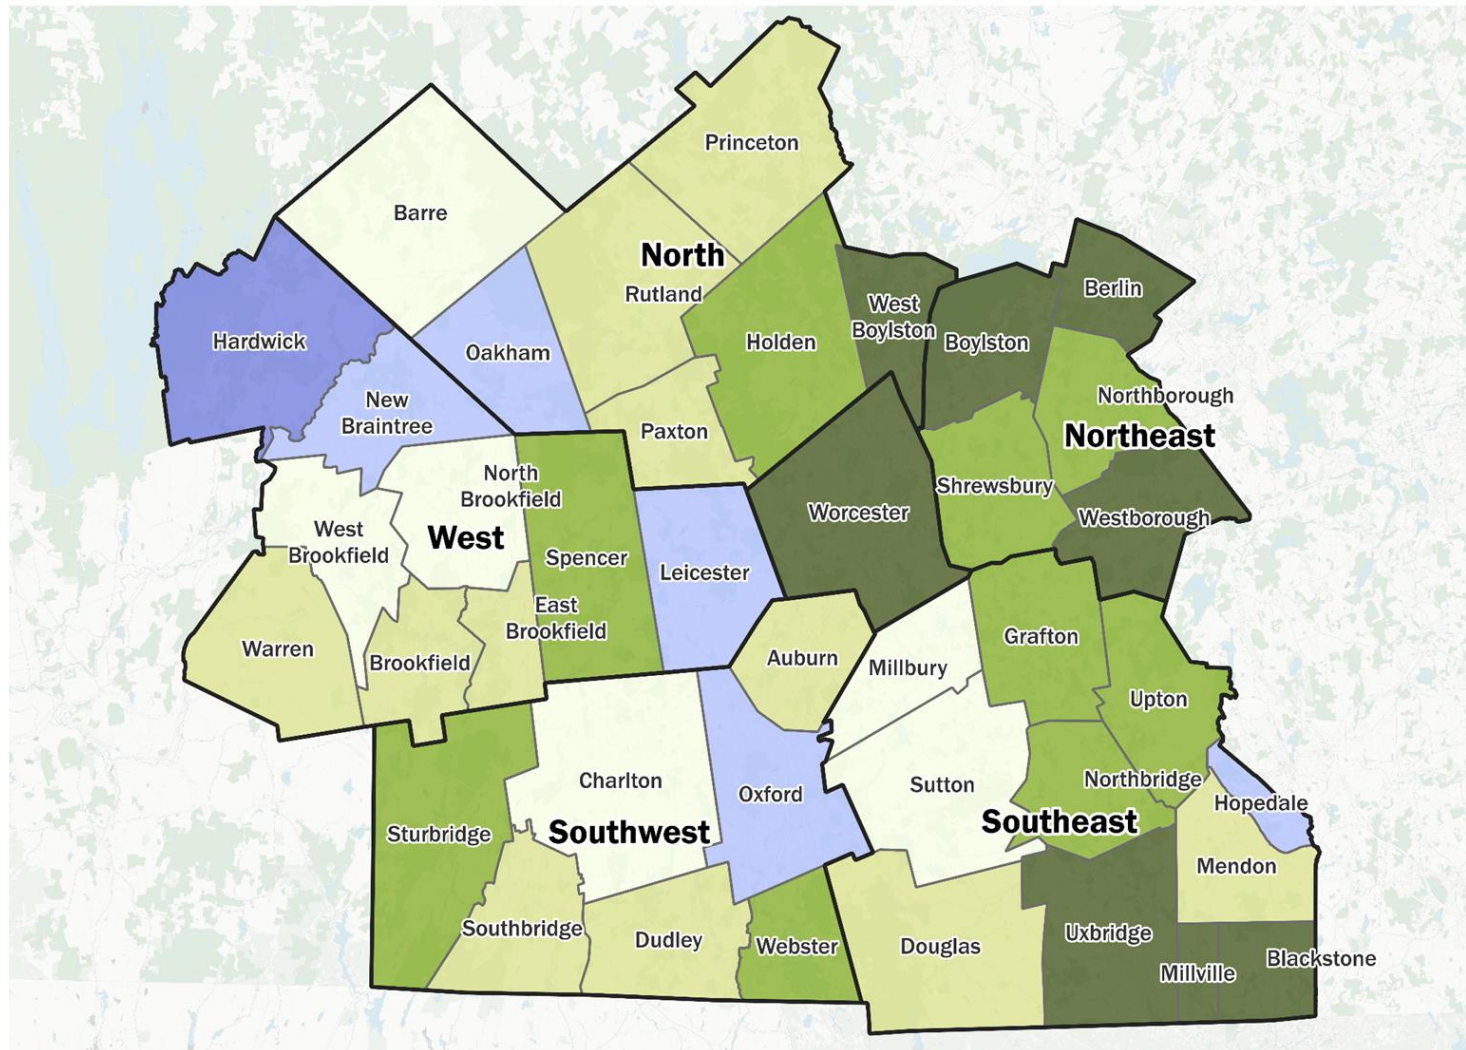 Princeton
Barre
North
Rutland
Berlin
West
Boylston
Hardwick
Oakham
Holden
Boylston
New
Braintree
Northborough
Paxton
Northeast
North
Brookfield
Shrewsbury
Worcester
Westborough
West
Brookfield
West
Spencer
Leicester
East
Brookfield
Grafton
Warren
Brookfield
Auburn
Millbury
Upton
Charlton
Oxford
Sutton
Northbridge
Hopedale
Sturbridge
Southwest
Southeast
Mendon
Southbridge
Dudley
Webster
Douglas
Uxbridge
Blackstone
Millville